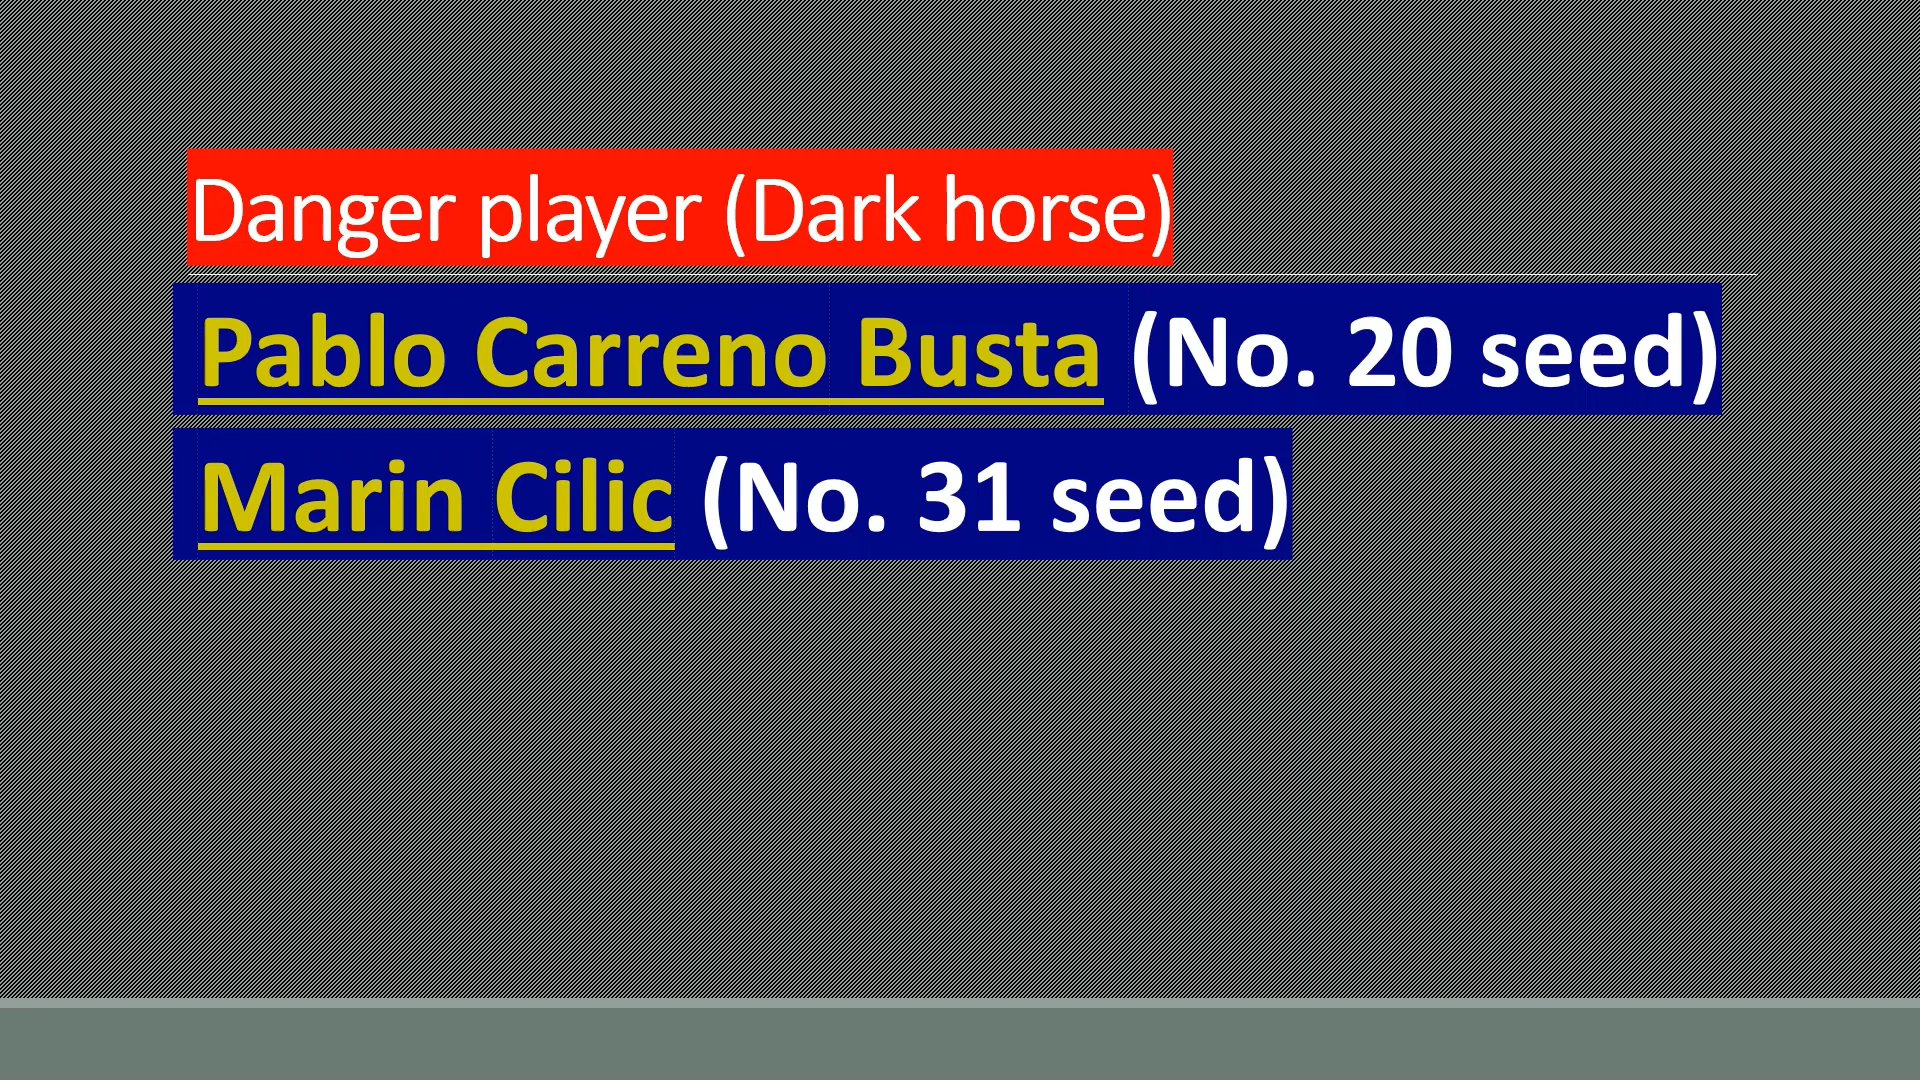 Danger player (Dark horse)
Pablo Carreno Busta (No. 20 seed)
Marin Cilic (No. 31 seed)